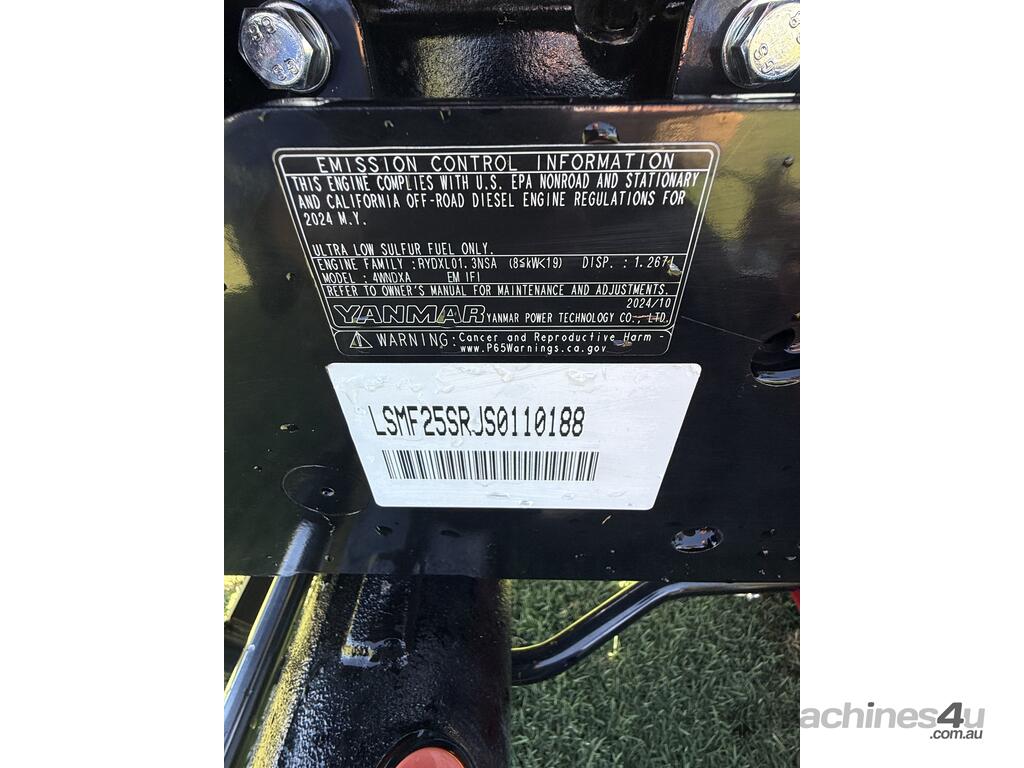 EMISSION CONTROL INFORMATION
THIS ENGINE COMPLIES WITH U.S. EPA NONROAD AND STATIONARY
AND CALIFORNIA OFF-ROAD DIESEL ENGINE REGULATIONS FOR
2024 M.Y.
ULTRA LOW SULFUR FUEL ONLY.
ENGINE FAMILY :RYDXL01.3NSA (8≤kW<19) DISP. : 1.267L
MODEL : 4WNDXA EM IFI
REFER TO OWNER'S MANUAL FOR MAINTENANCE AND ADJUSTMENTS.
2024/10
YANMAR YANMAR POWER TECHNOLOGY CO., LTD.
WARNING: Cancer and Reproductive Harm -
www.P65Warnings.ca.gov
LSMF25SRJS0110188
machines4u
.com.au